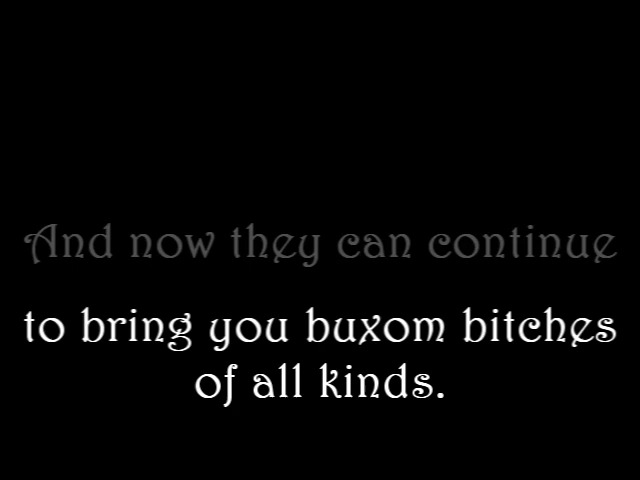 And now they can continue
to bring you buxom bitches
of all kinds.